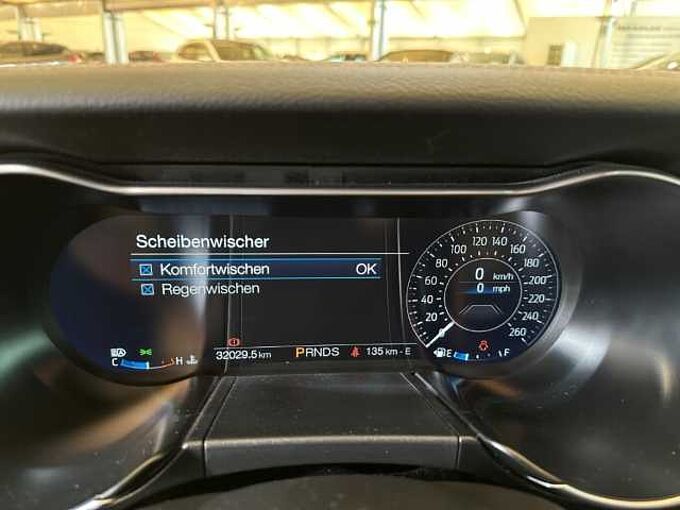 Scheibenwischer
Komfortwischen OK
Regenwischen
20 40 60 80 100 120 140 160 180 200 220 240 260
0 km/h
0 mph
C H
32029.5 km PRNDS 135 km - E
E F